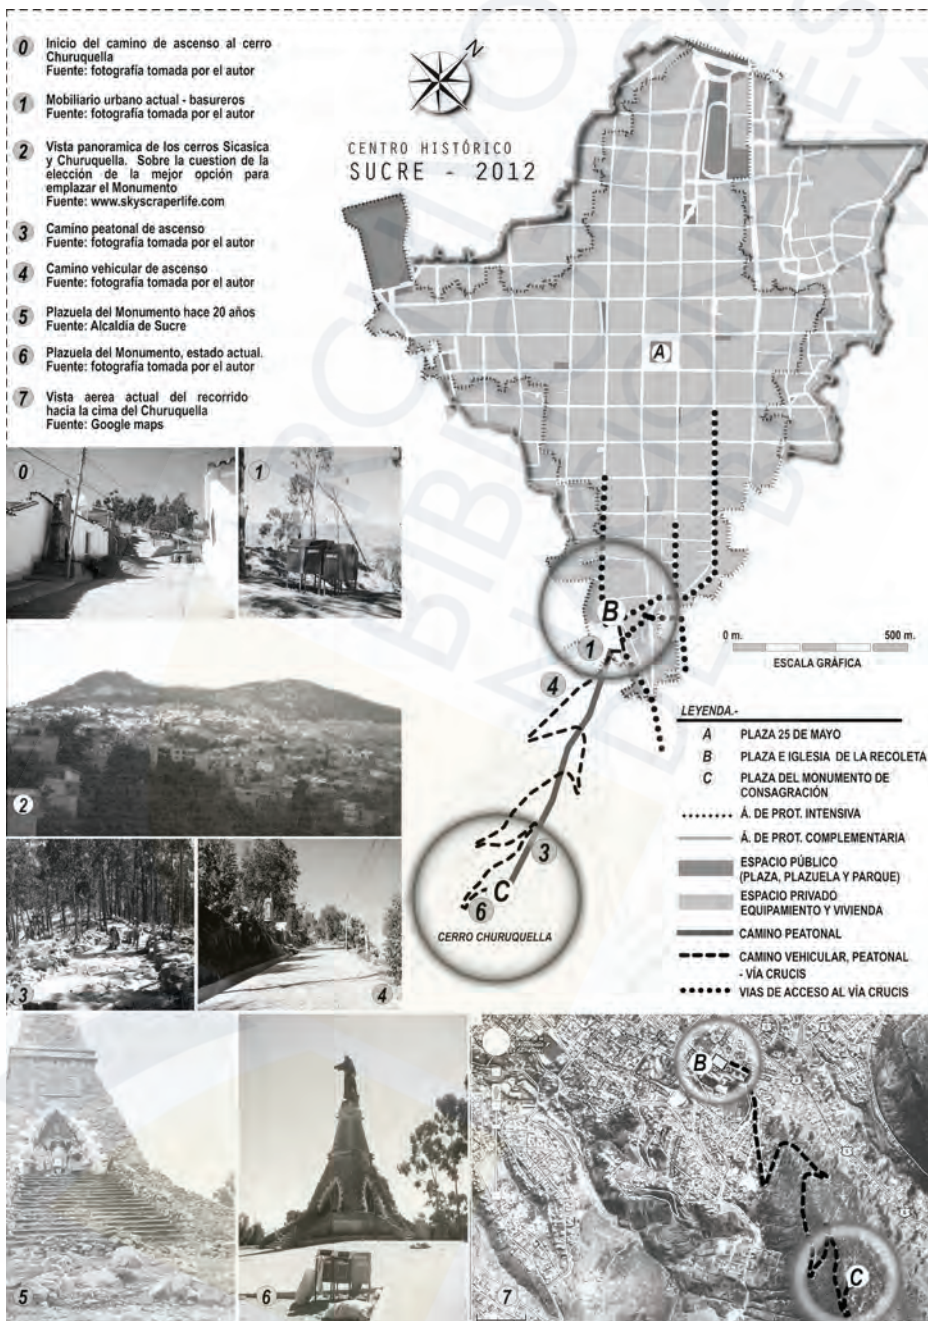 0 Inicio del camino de ascenso al cerro
Churuquella
Fuente: fotografía tomada por el autor
1 Mobiliario urbano actual - basureros
Fuente: fotografía tomada por el autor
2 Vista panoramica de los cerros Sicasica
y Churuquella. Sobre la cuestion de la
elección de la mejor opción para
emplazar el Monumento
Fuente: www.skyscraperlife.com
3 Camino peatonal de ascenso
Fuente: fotografía tomada por el autor
4 Camino vehicular de ascenso
Fuente: fotografía tomada por el autor
5 Plazuela del Monumento hace 20 años
Fuente: Alcaldía de Sucre
6 Plazuela del Monumento, estado actual.
Fuente: fotografía tomada por el autor
7 Vista aerea actual del recorrido
hacia la cima del Churuquella
Fuente: Google maps
N
CENTRO HISTÓRICO
SUCRE - 2012
A
B
1
4
3
6 C
CERRO CHURUQUELLA
0 m. 500 m.
ESCALA GRÁFICA
LEYENDA.-
A PLAZA 25 DE MAYO
B PLAZA E IGLESIA DE LA RECOLETA
C PLAZA DEL MONUMENTO DE
CONSAGRACIÓN
Á. DE PROT. INTENSIVA
Á. DE PROT. COMPLEMENTARIA
ESPACIO PÚBLICO
(PLAZA, PLAZUELA Y PARQUE)
ESPACIO PRIVADO
EQUIPAMIENTO Y VIVIENDA
CAMINO PEATONAL
CAMINO VEHICULAR, PEATONAL
- VÍA CRUCIS
VIAS DE ACCESO AL VÍA CRUCIS
0
1
2
3
4
5
6
7
B
C